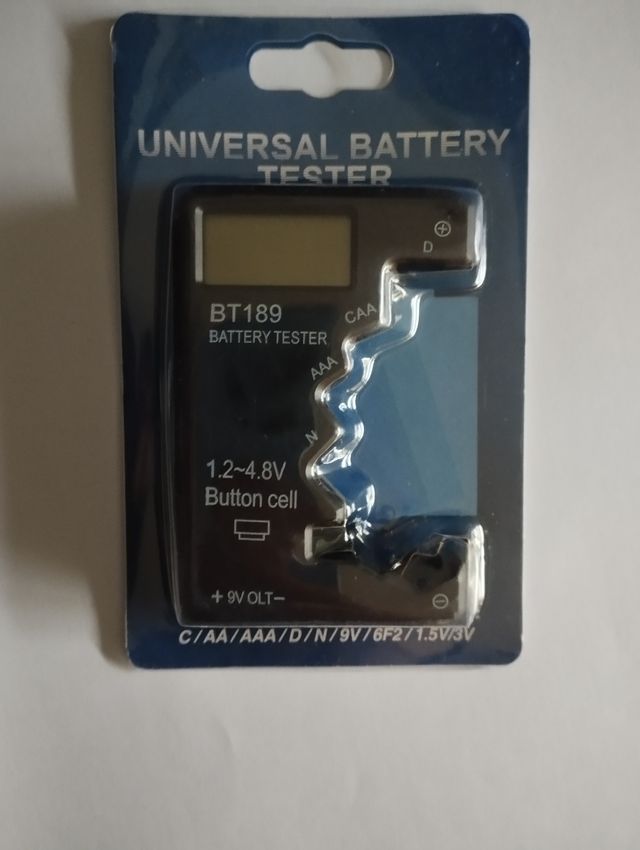 UNIVERSAL BATTERY
TESTER
D
CAA
BT189
BATTERY TESTER
AAA
N
1.2~4.8V
Button cell
+ 9V OLT−
C/AA/AAA/D/N/9V/6F2/1.5V/3V